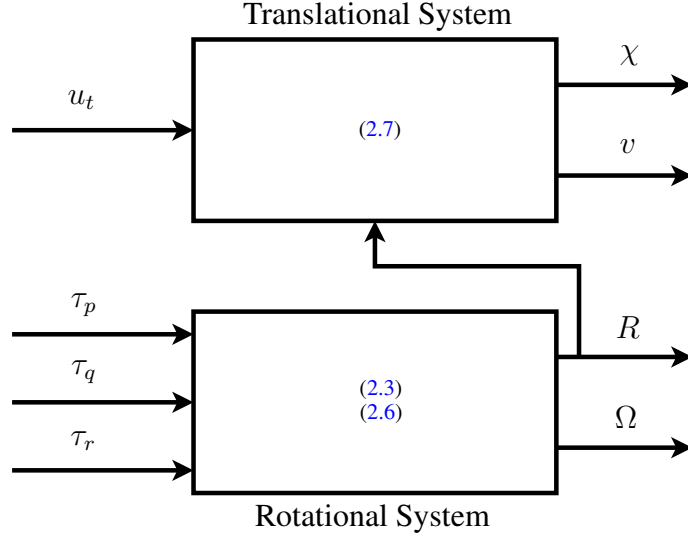 Translational System
u_t
(2.7)
χ
v
τ_p
τ_q
τ_r
(2.3)
(2.6)
R
Ω
Rotational System